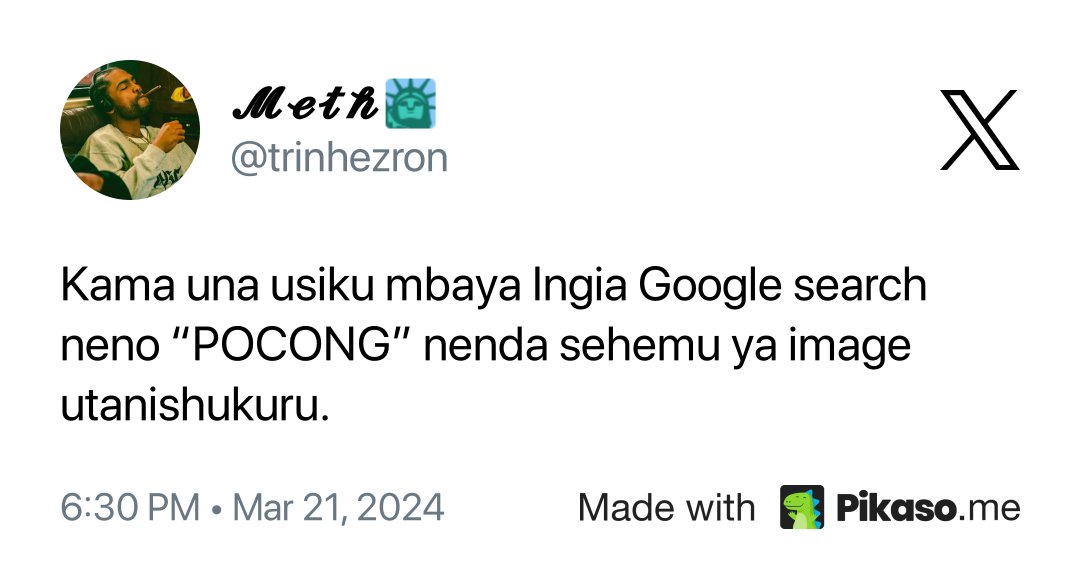 𝓜𝓮𝓽𝓱🗽
@trinhezron
Kama una usiku mbaya Ingia Google search
neno “POCONG” nenda sehemu ya image
utanishukuru.
6:30 PM • Mar 21, 2024
Made with Pikaso.me